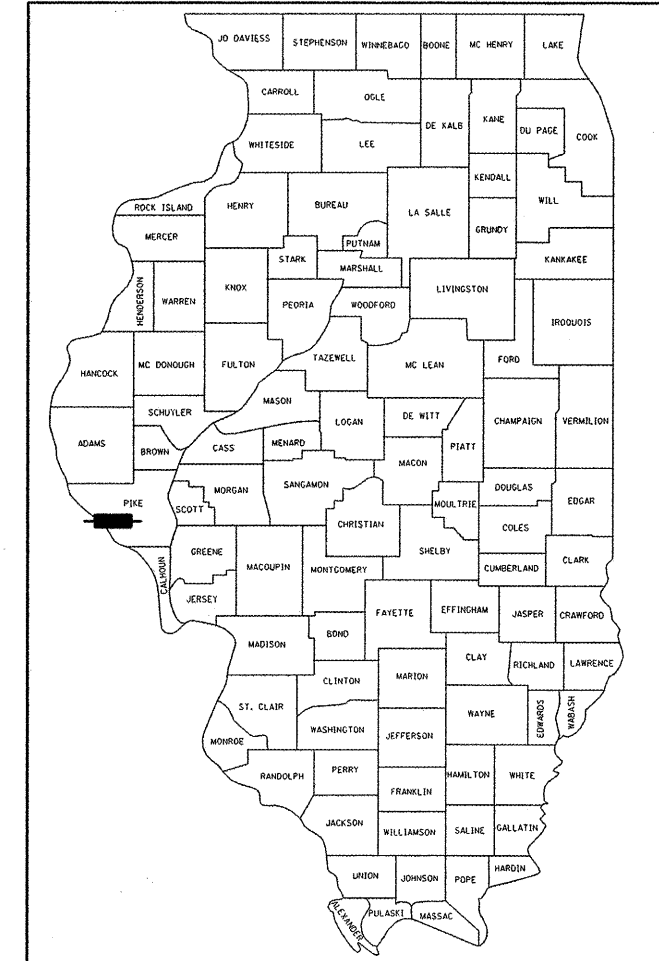 JO DAVIESS
STEPHENSON
WINNEBAGO
BOONE
MC HENRY
LAKE
CARROLL
OGLE
DE KALB
KANE
DU PAGE
COOK
WHITESIDE
LEE
KENDALL
WILL
ROCK ISLAND
HENRY
BUREAU
LA SALLE
GRUNDY
MERCER
PUTNAM
KANKAKEE
STARK
MARSHALL
HENDERSON
WARREN
KNOX
PEORIA
WOODFORD
LIVINGSTON
IROQUOIS
HANCOCK
MC DONOUGH
FULTON
TAZEWELL
MC LEAN
FORD
MASON
SCHUYLER
LOGAN
DE WITT
CHAMPAIGN
VERMILION
ADAMS
BROWN
CASS
MENARD
PIATT
MACON
PIKE
SCOTT
MORGAN
SANGAMON
DOUGLAS
EDGAR
MOULTRIE
CHRISTIAN
COLES
GREENE
MACOUPIN
MONTGOMERY
SHELBY
CUMBERLAND
CLARK
CALHOUN
JERSEY
FAYETTE
EFFINGHAM
JASPER
CRAWFORD
MADISON
BOND
CLAY
RICHLAND
LAWRENCE
CLINTON
MARION
ST. CLAIR
WAYNE
EDWARDS
WABASH
WASHINGTON
JEFFERSON
MONROE
RANDOLPH
PERRY
HAMILTON
WHITE
FRANKLIN
JACKSON
WILLIAMSON
SALINE
GALLATIN
UNION
JOHNSON
POPE
HARDIN
ALEXANDER
PULASKI
MASSAC